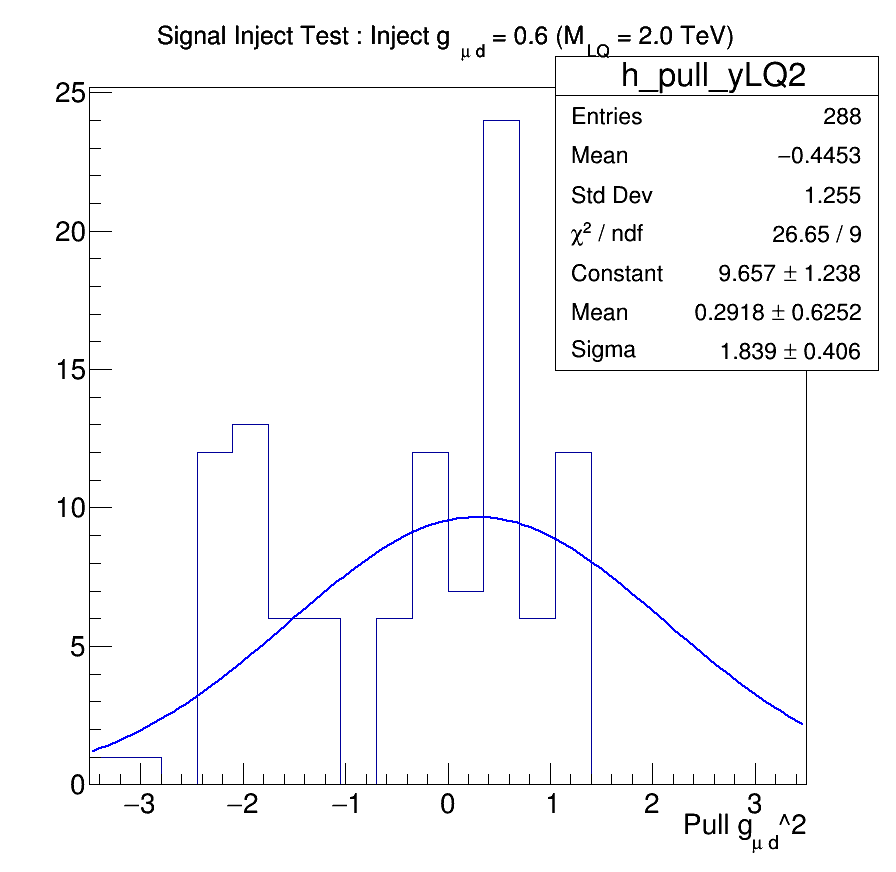 Signal Inject Test : Inject g μ d = 0.6 (M LQ = 2.0 TeV)
h_pull_yLQ2
Entries 288
Mean −0.4453
Std Dev 1.255
χ² / ndf 26.65 / 9
Constant 9.657 ± 1.238
Mean 0.2918 ± 0.6252
Sigma 1.839 ± 0.406
25
20
15
10
5
0
−3 −2 −1 0 1 2 3
Pull g μ d^2